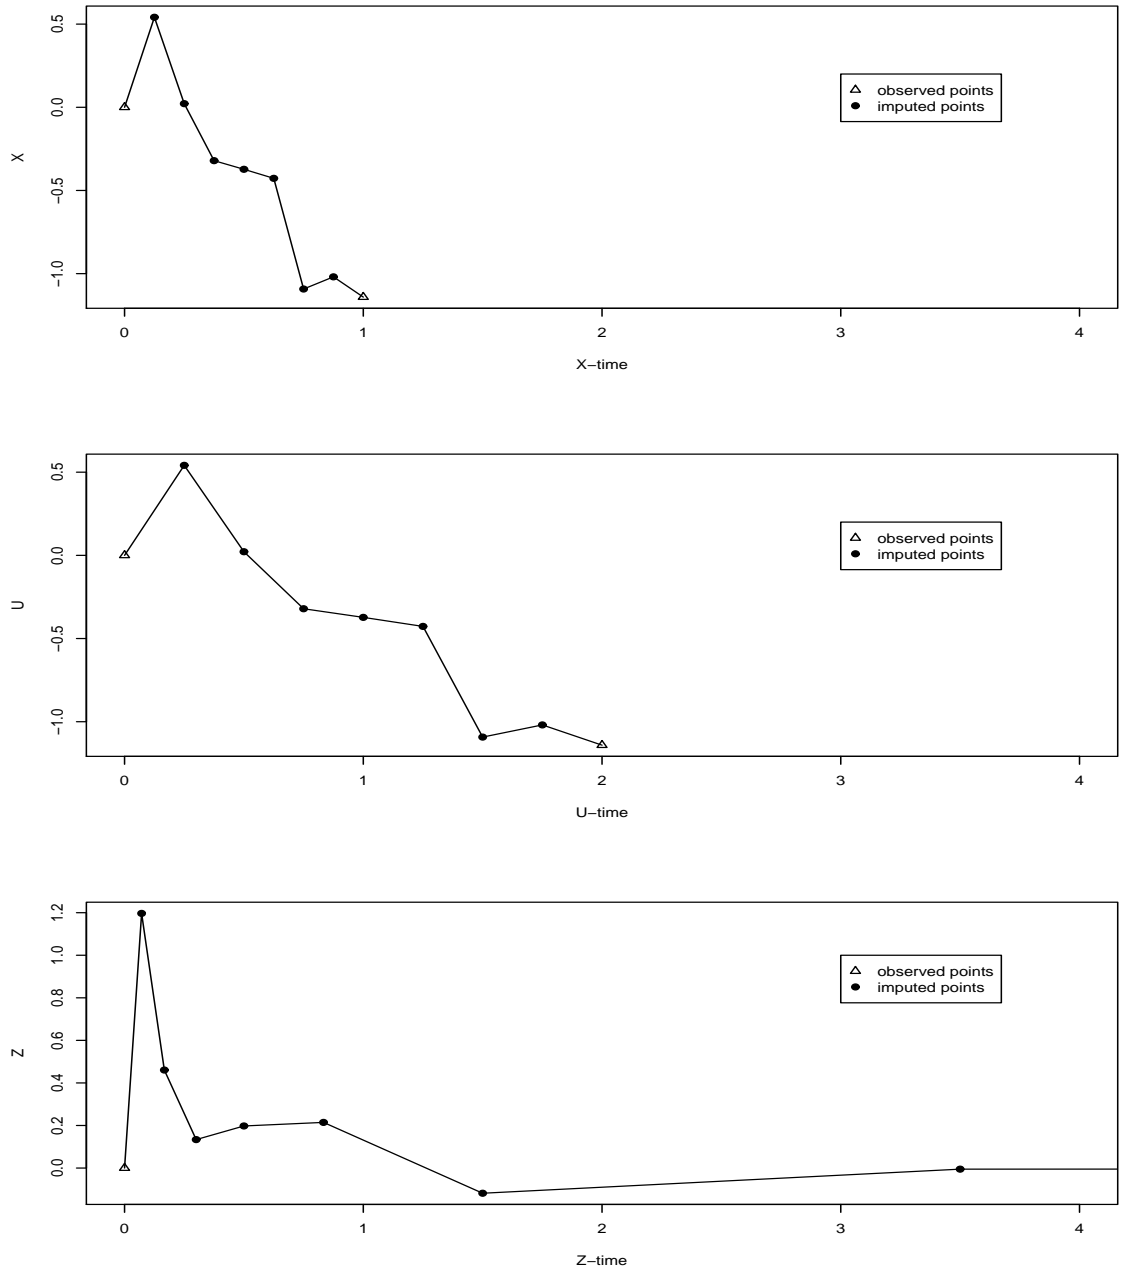 0.5
0.0
−0.5
−1.0
X
observed points
imputed points
0 1 2 3 4
X−time
0.5
0.0
−0.5
−1.0
U
observed points
imputed points
0 1 2 3 4
U−time
1.2
1.0
0.8
0.6
0.4
0.2
0.0
Z
observed points
imputed points
0 1 2 3 4
Z−time